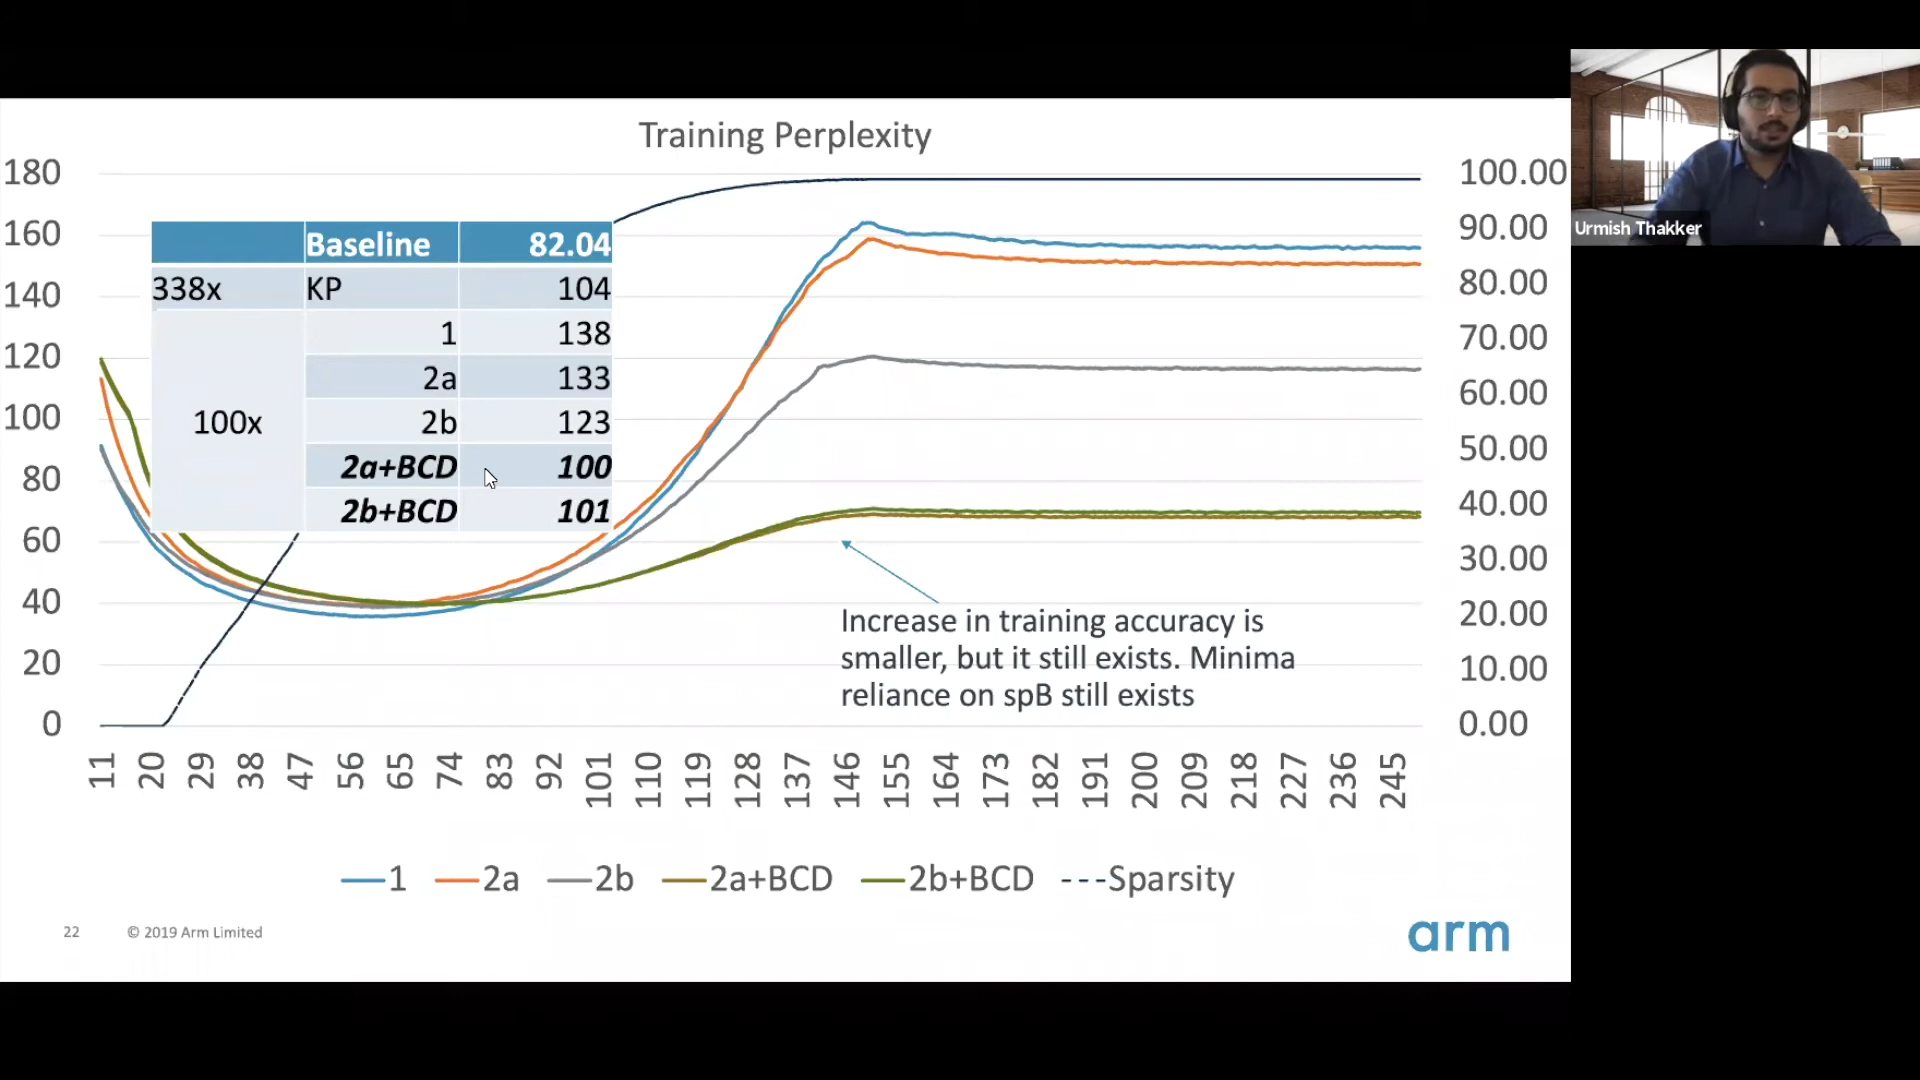 Training Perplexity
180
160
140
120
100
80
60
40
20
0
Baseline 82.04
338x KP 104
100x
1 138
2a 133
2b 123
2a+BCD 100
2b+BCD 101
100.00
90.00
80.00
70.00
60.00
50.00
40.00
30.00
20.00
10.00
0.00
Increase in training accuracy is
smaller, but it still exists. Minima
reliance on spB still exists
11 20 29 38 47 56 65 74 83 92 101 110 119 128 137 146 155 164 173 182 191 200 209 218 227 236 245
1 2a 2b 2a+BCD 2b+BCD Sparsity
22 © 2019 Arm Limited
arm
Urmish Thakker